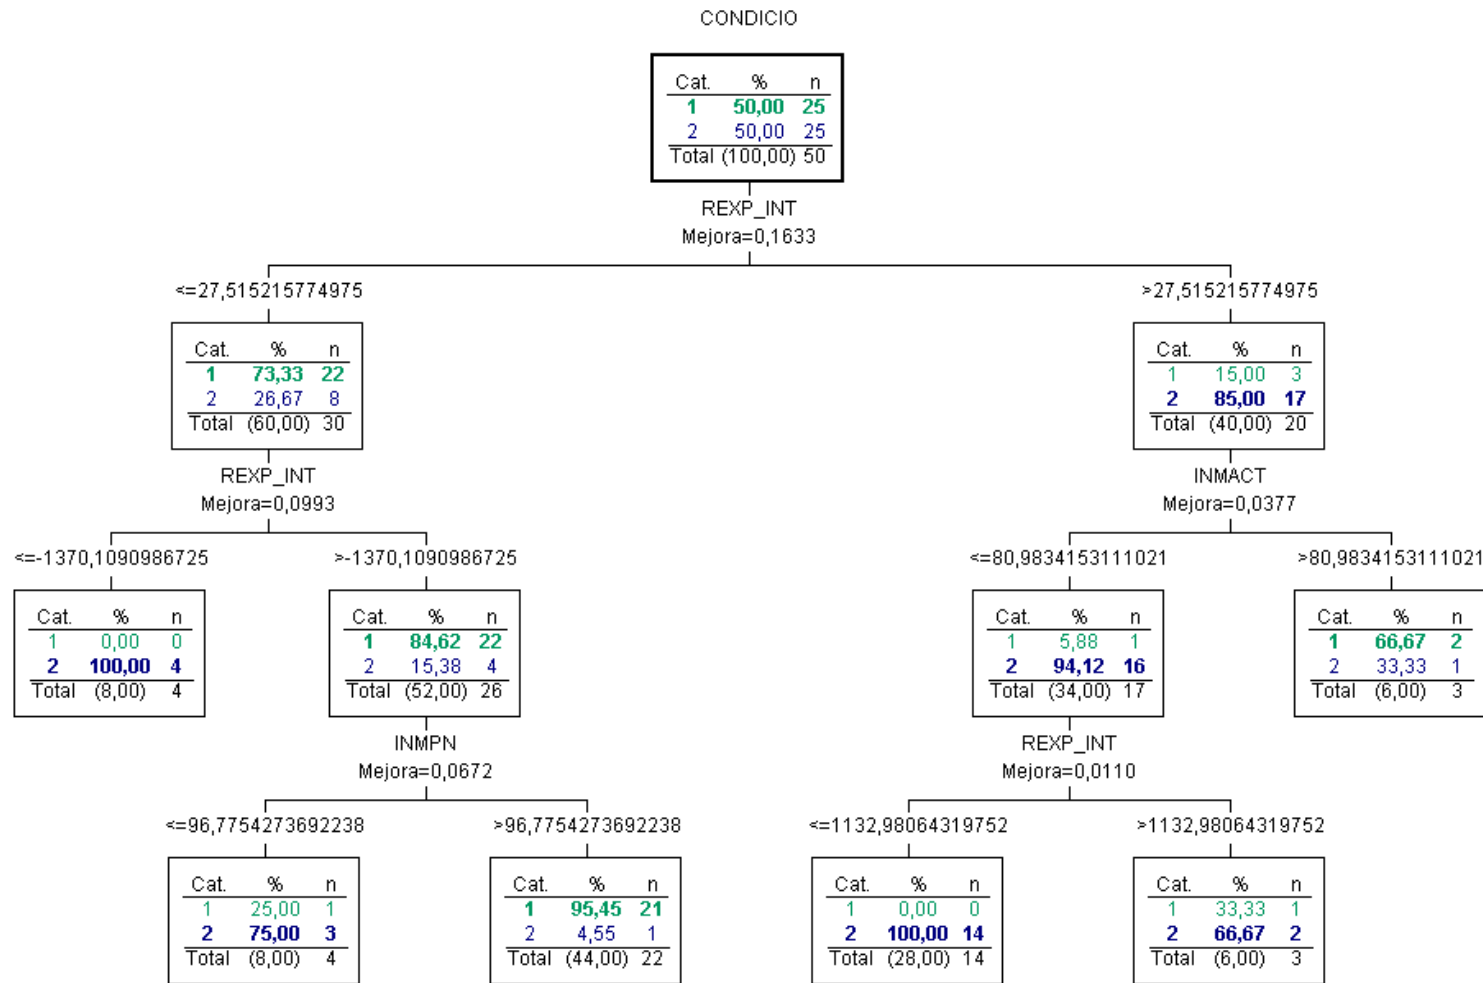 CONDICIO
Cat. % n
1 50,00 25
2 50,00 25
Total (100,00) 50
REXP_INT
Mejora=0,1633
<=27,515215774975
>27,515215774975
Cat. % n
1 73,33 22
2 26,67 8
Total (60,00) 30
Cat. % n
1 15,00 3
2 85,00 17
Total (40,00) 20
REXP_INT
Mejora=0,0993
INMACT
Mejora=0,0377
<=-1370,1090986725
>-1370,1090986725
<=80,9834153111021
>80,9834153111021
Cat. % n
1 0,00 0
2 100,00 4
Total (8,00) 4
Cat. % n
1 84,62 22
2 15,38 4
Total (52,00) 26
Cat. % n
1 5,88 1
2 94,12 16
Total (34,00) 17
Cat. % n
1 66,67 2
2 33,33 1
Total (6,00) 3
INMPN
Mejora=0,0672
REXP_INT
Mejora=0,0110
<=96,7754273692238
>96,7754273692238
<=1132,98064319752
>1132,98064319752
Cat. % n
1 25,00 1
2 75,00 3
Total (8,00) 4
Cat. % n
1 95,45 21
2 4,55 1
Total (44,00) 22
Cat. % n
1 0,00 0
2 100,00 14
Total (28,00) 14
Cat. % n
1 33,33 1
2 66,67 2
Total (6,00) 3